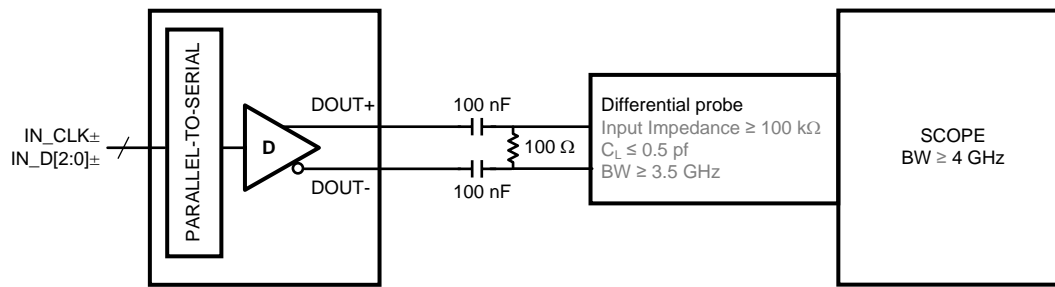 IN_CLK±
IN_D[2:0]±
PARALLEL-TO-SERIAL
D
DOUT+
DOUT-
100 nF
100 nF
100 Ω
Differential probe
Input Impedance ≥ 100 kΩ
CL ≤ 0.5 pf
BW ≥ 3.5 GHz
SCOPE
BW ≥ 4 GHz